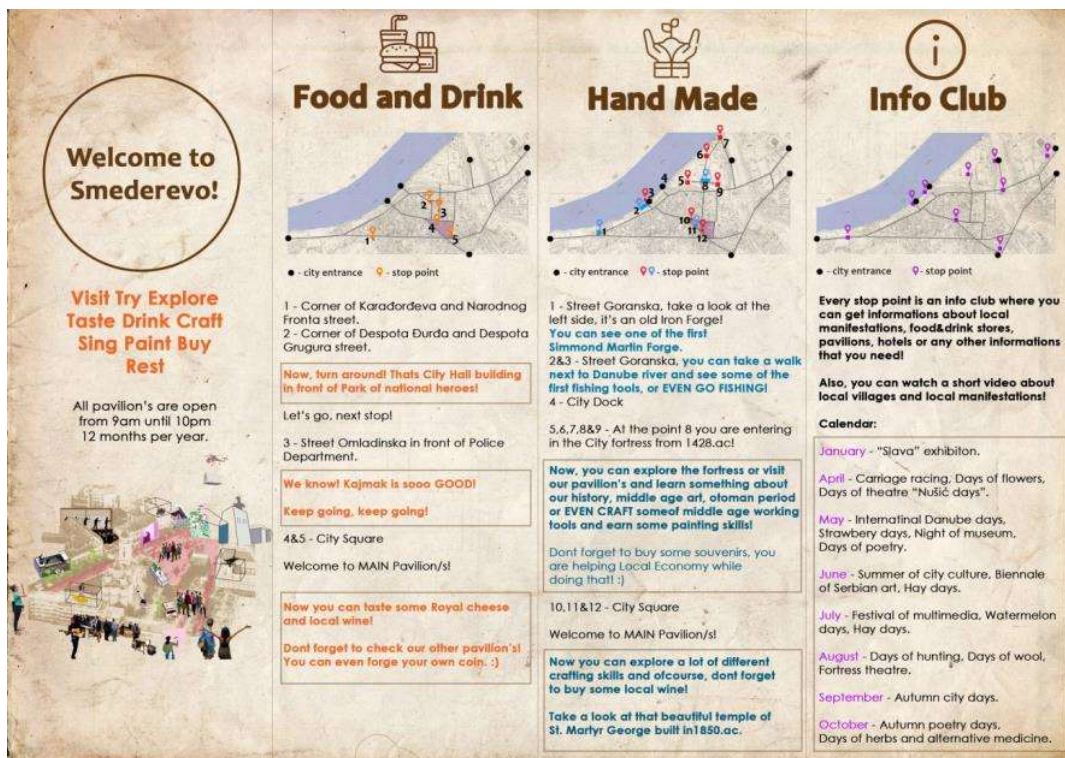 Welcome to
Smederevo!
Visit Try Explore
Taste Drink Craft
Sing Paint Buy
Rest
All pavilion's are open
from 9am until 10pm
12 months per year.
Food and Drink
1
2
3
4
5
- city entrance - stop point
1 - Corner of Karađorđeva and Narodnog
Fronta street.
2 - Corner of Despota Đurđa and Despota
Grugura street.
Now, turn around! Thats City Hall building
in front of Park of national heroes!
Let's go, next stop!
3 - Street Omladinska in front of Police
Department.
We know! Kajmak is sooo GOOD!
Keep going, keep going!
4&5 - City Square
Welcome to MAIN Pavilion/s!
Now you can taste some Royal cheese
and local wine!
Dont forget to check our other pavilion's!
You can even forge your own coin. :)
Hand Made
1
2
3
4
5
6
7
8
9
10
11
12
- city entrance - stop point
1 - Street Goranska, take a look at the
left side, it's an old Iron Forge!
You can see one of the first
Simmond Martin Forge.
2&3 - Street Goranska, you can take a walk
next to Danube river and see some of the
first fishing tools, or EVEN GO FISHING!
4 - City Dock
5,6,7,8&9 - At the point 8 you are entering
in the City fortress from 1428.ac!
Now, you can explore the fortress or visit
our pavilion's and learn something about
our history, middle age art, otoman period
or EVEN CRAFT someof middle age working
tools and earn some painting skills!
Dont forget to buy some souvenirs, you
are helping Local Economy while
doing that! :)
10,11&12 - City Square
Welcome to MAIN Pavilion/s!
Now you can explore a lot of different
crafting skills and ofcourse, dont forget
to buy some local wine!
Take a look at that beautiful temple of
St. Martyr George built in1850.ac.
i
Info Club
- city entrance - stop point
Every stop point is an info club where you
can get informations about local
manifestations, food&drink stores,
pavilions, hotels or any other informations
that you need!
Also, you can watch a short video about
local villages and local manifestations!
Calendar:
January - "Slava" exhibiton.
April - Carriage racing, Days of flowers,
Days of theatre "Nušić days".
May - Internatinal Danube days,
Strawbery days, Night of museum,
Days of poetry.
June - Summer of city culture, Biennale
of Serbian art, Hay days.
July - Festival of multimedia, Watermelon
days, Hay days.
August - Days of hunting, Days of wool,
Fortress theatre.
September - Autumn city days.
October - Autumn poetry days,
Days of herbs and alternative medicine.